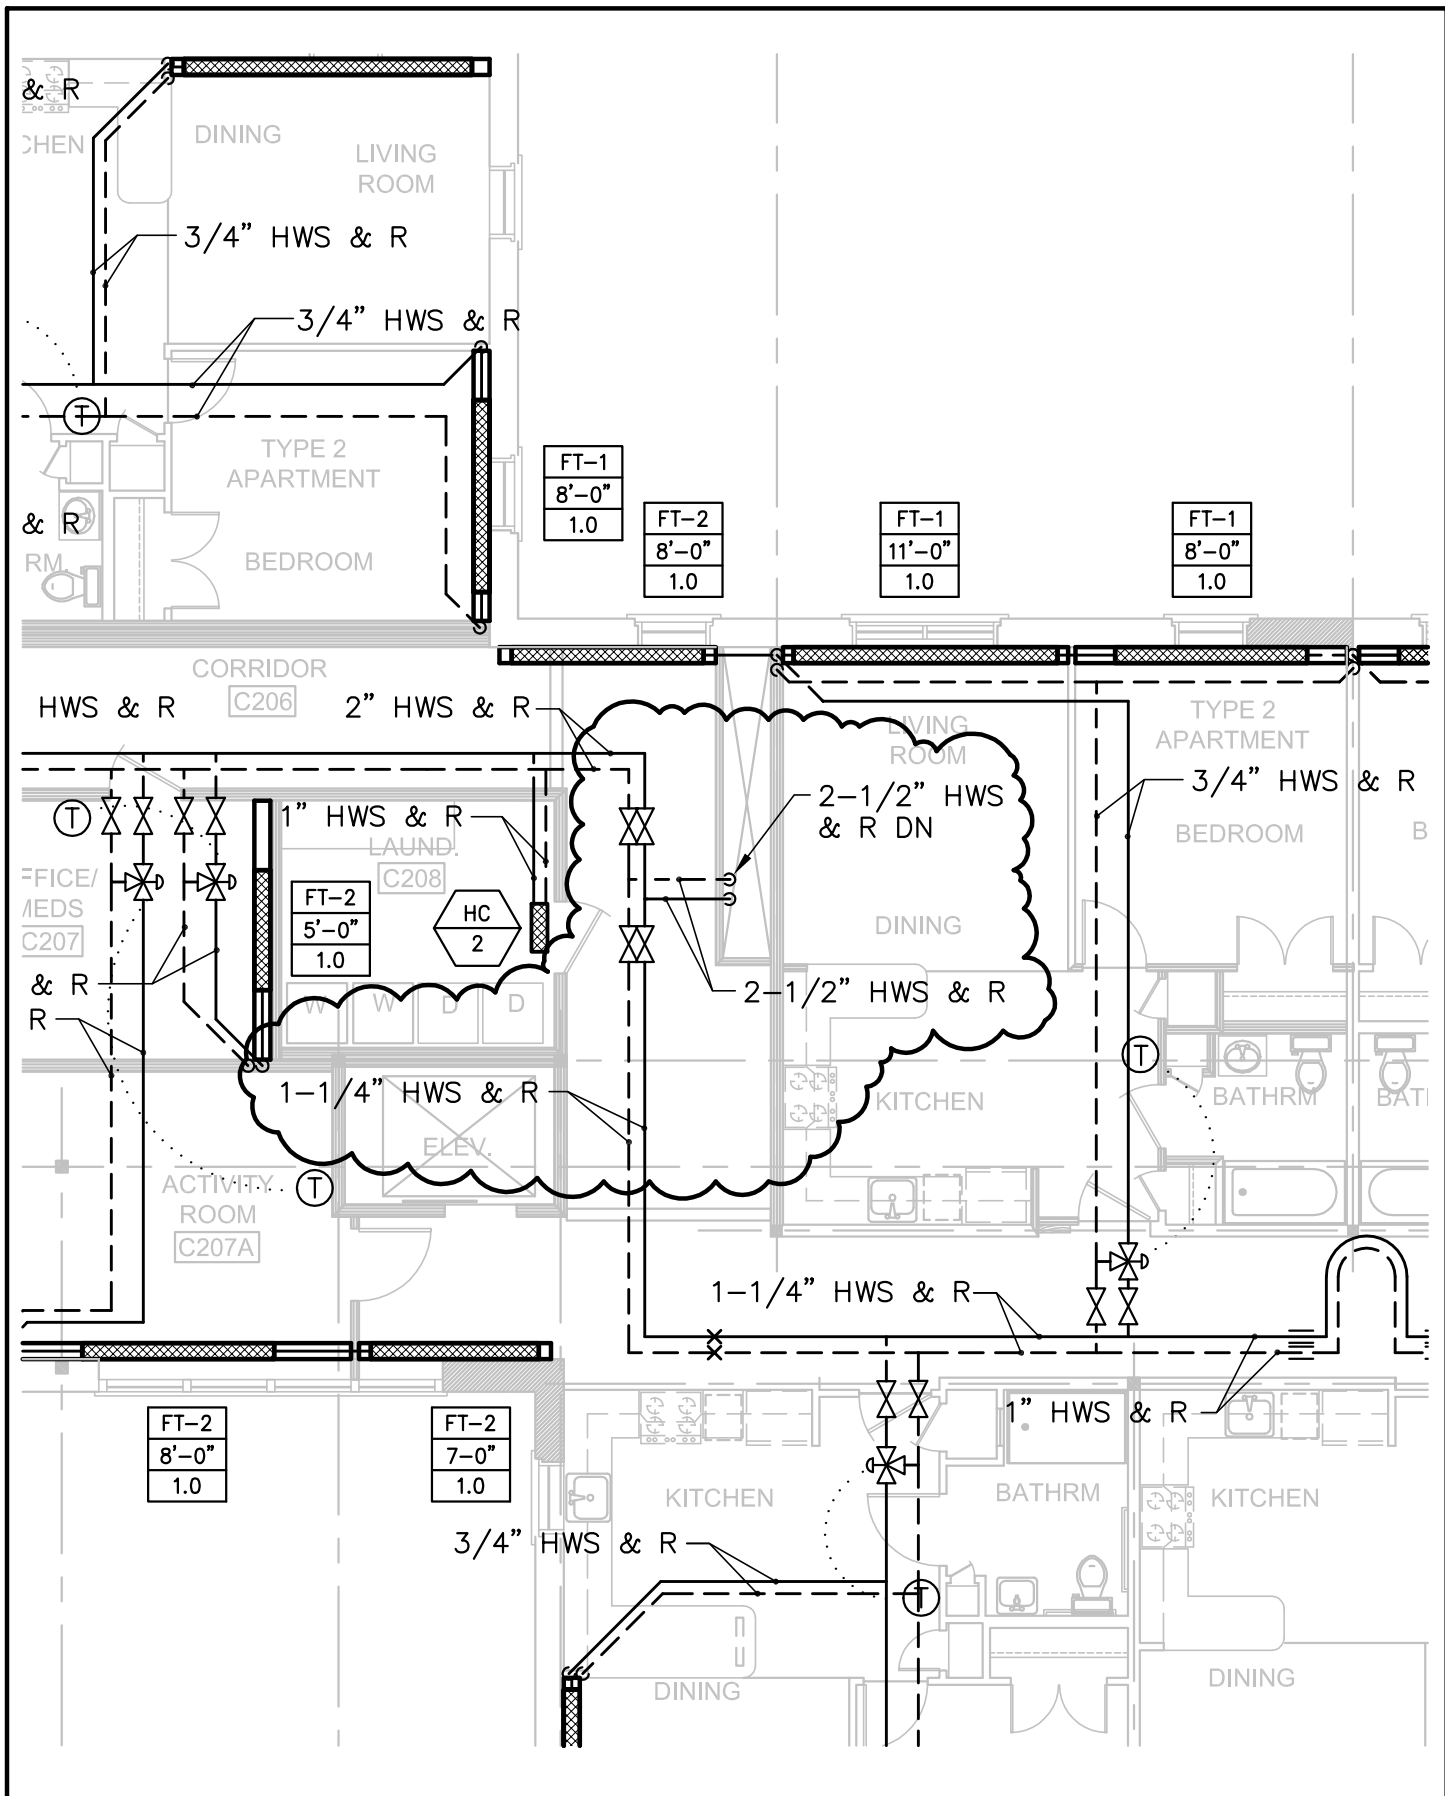 & R
CHEN
DINING
LIVING
ROOM
3/4” HWS & R
3/4” HWS & R
T
TYPE 2
APARTMENT
FT-1
8'-0”
1.0
& R
RM.
BEDROOM
FT-2
8'-0”
1.0
FT-1
11'-0”
1.0
FT-1
8'-0”
1.0
CORRIDOR
C206
HWS & R
2” HWS & R
LIVING
ROOM
TYPE 2
APARTMENT
3/4” HWS & R
2-1/2” HWS
& R DN
T
1” HWS & R
LAUND.
C208
BEDROOM
B
FFICE/
MEDS
C207
FT-2
5'-0”
1.0
HC
2
DINING
& R
R
W
W
D
D
2-1/2” HWS & R
T
1-1/4” HWS & R
KITCHEN
BATHRM
BAT
ELEV.
ACTIVITY
ROOM
C207A
T
1-1/4” HWS & R
1” HWS & R
FT-2
8'-0”
1.0
FT-2
7-0”
1.0
KITCHEN
BATHRM
KITCHEN
3/4” HWS & R
T
DINING
DINING